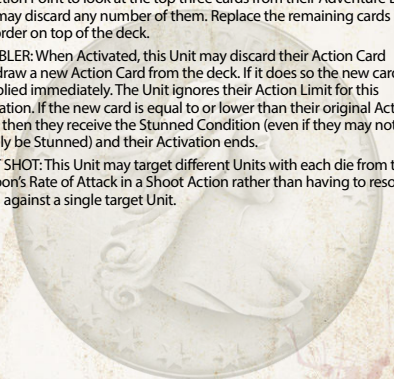 Point to look at the top three cards from their Adventure
may discard any number of them. Replace the remaining cards
order on top of the deck.
BLER: When Activated, this Unit may discard their Action Card
draw a new Action Card from the deck. If it does so the new car
plied immediately. The Unit ignores their Action Limit for this
ation. If the new card is equal to or lower than their original Act
then they receive the Stunned Condition (even if they may not
ly be Stunned) and their Activation ends.
SHOT: This Unit may target different Units with each die from t
on's Rate of Attack in a Shoot Action rather than having to reso
against a single target Unit.